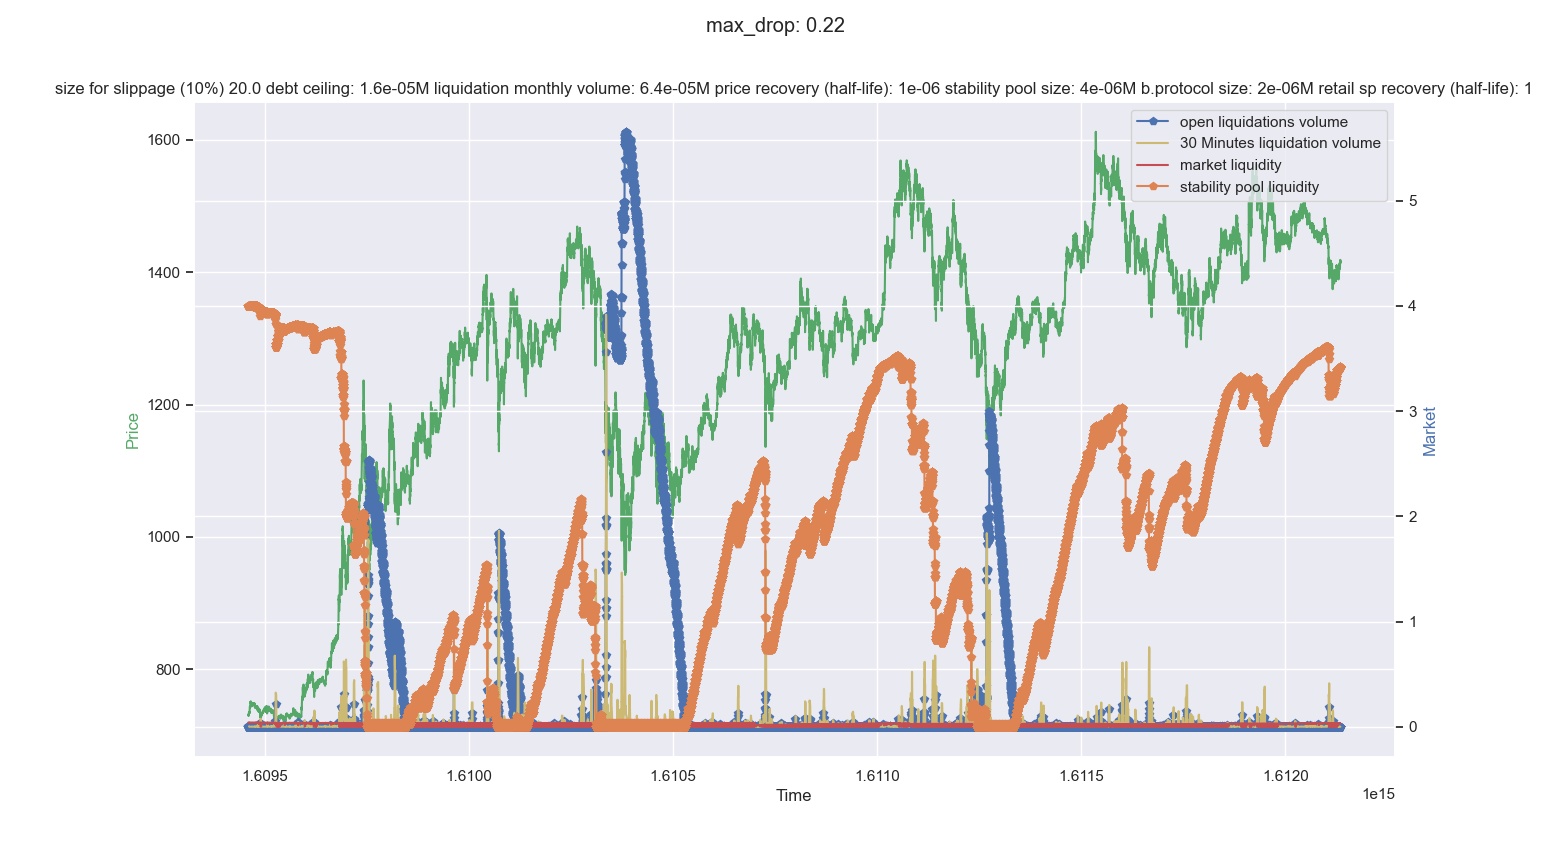 max_drop: 0.22
size for slippage (10%) 20.0 debt ceiling: 1.6e-05M liquidation monthly volume: 6.4e-05M price recovery (half-life): 1e-06 stability pool size: 4e-06M b.protocol size: 2e-06M retail sp recovery (half-life): 1
open liquidations volume
30 Minutes liquidation volume
market liquidity
stability pool liquidity
1600
1400
1200
1000
800
Price
5
4
3
2
1
0
Market
1.6095
1.6100
1.6105
1.6110
1.6115
1.6120
1e15
Time